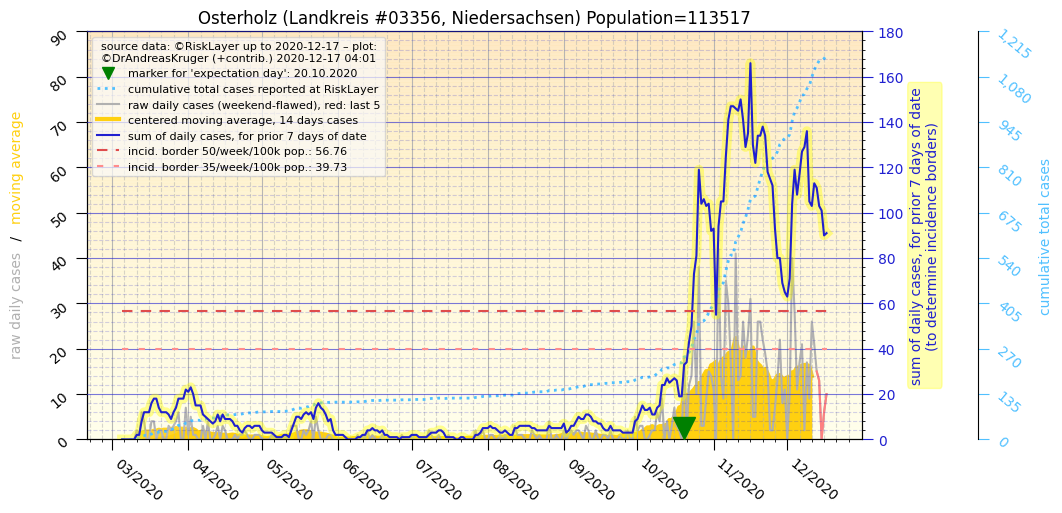 Osterholz (Landkreis #03356, Niedersachsen) Population=113517
source data: ©RiskLayer up to 2020-12-17 – plot:
©DrAndreasKruger (+contrib.) 2020-12-17 04:01
marker for 'expectation day': 20.10.2020
cumulative total cases reported at RiskLayer
raw daily cases (weekend-flawed), red: last 5
centered moving average, 14 days cases
sum of daily cases, for prior 7 days of date
incid. border 50/week/100k pop.: 56.76
incid. border 35/week/100k pop.: 39.73
raw daily cases / moving average
90
80
70
60
50
40
30
20
10
0
03/2020
04/2020
05/2020
06/2020
07/2020
08/2020
09/2020
10/2020
11/2020
12/2020
180
160
140
120
100
80
60
40
20
0
sum of daily cases, for prior 7 days of date
(to determine incidence borders)
1,215
1,080
945
810
675
540
405
270
135
0
cumulative total cases